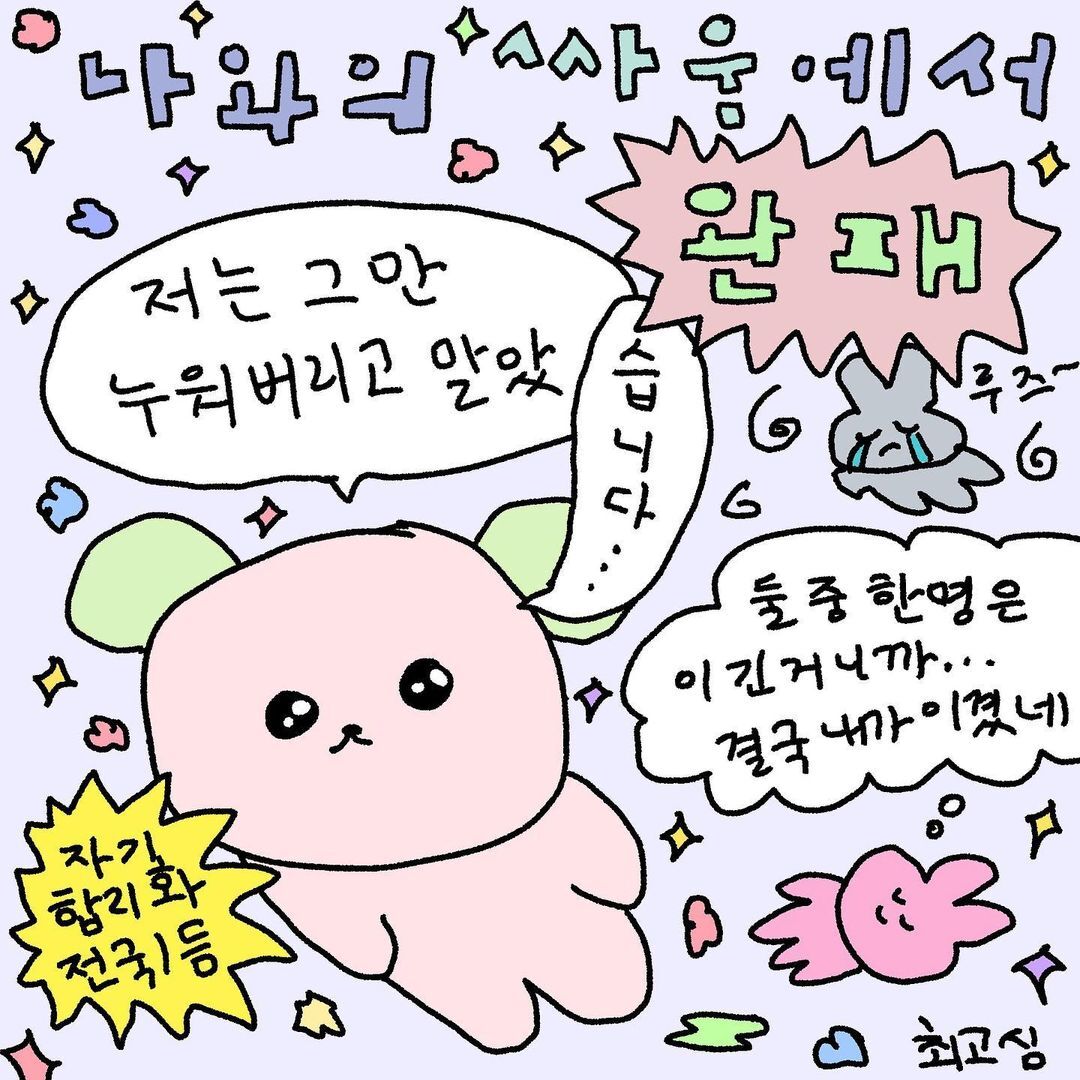 나와의 싸움에서
완패
저는 그만
누워버리고 말았
습
니
다
...
루즈~
둘 중 한명은
이긴거니까...
결국 내가 이겼네
자기
합리화
전국1등
최고심